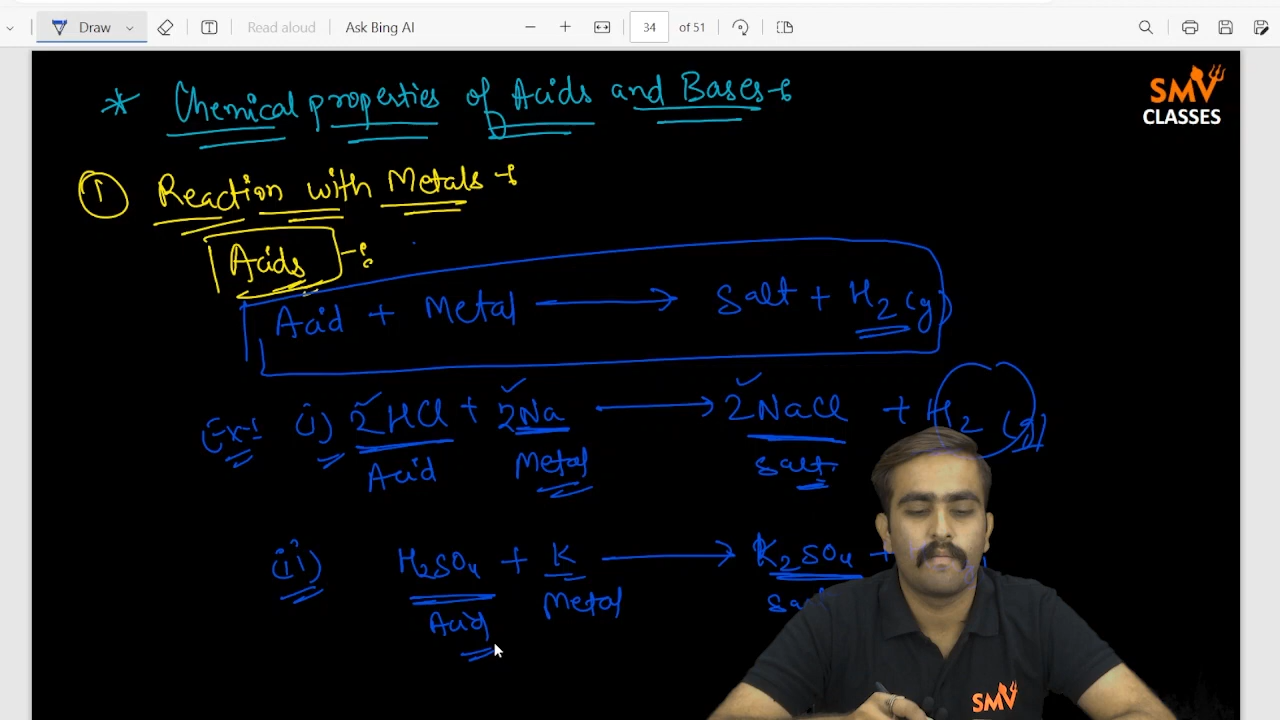 Draw
Read aloud
Ask Bing AI
34 of 51
SMV
CLASSES
* Chemical properties of Acids and Bases
① Reaction with Metals
Acids
Acid + Metal → Salt + H2(g)
Ex! (i) 2HCl + 2Na → 2NaCl + H2(g)
Acid Metal Salt
(ii) H2SO4 + K → K2SO4 +
Acid Metal
SMV